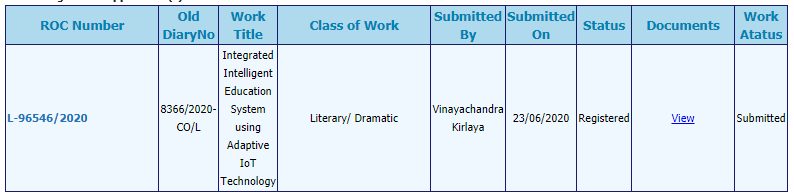 ROC Number Old DiaryNo Work Title Class of Work Submitted By Submitted On Status Documents Work Atatus
L-96546/2020
8366/2020-
CO/L
Integrated
Intelligent
Education
System
using
Adaptive
IoT
Technology
Literary/ Dramatic
Vinayachandra
Kirlaya
23/06/2020
Registered
View
Submitted